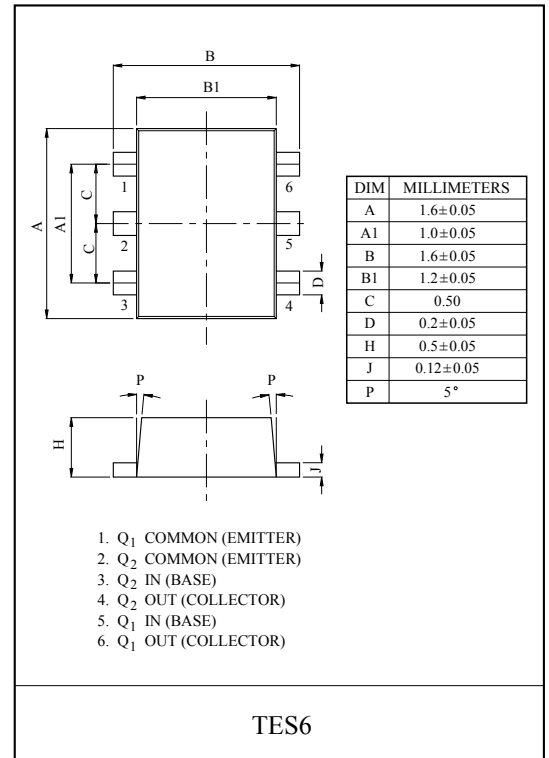 B
B1
A
A1
C
C
1
2
3
6
5
4
D
DIM MILLIMETERS
A 1.6±0.05
A1 1.0±0.05
B 1.6±0.05
B1 1.2±0.05
C 0.50
D 0.2±0.05
H 0.5±0.05
J 0.12±0.05
P 5°
P
P
H
J
1. Q1 COMMON (EMITTER)
2. Q2 COMMON (EMITTER)
3. Q2 IN (BASE)
4. Q2 OUT (COLLECTOR)
5. Q1 IN (BASE)
6. Q1 OUT (COLLECTOR)
TES6